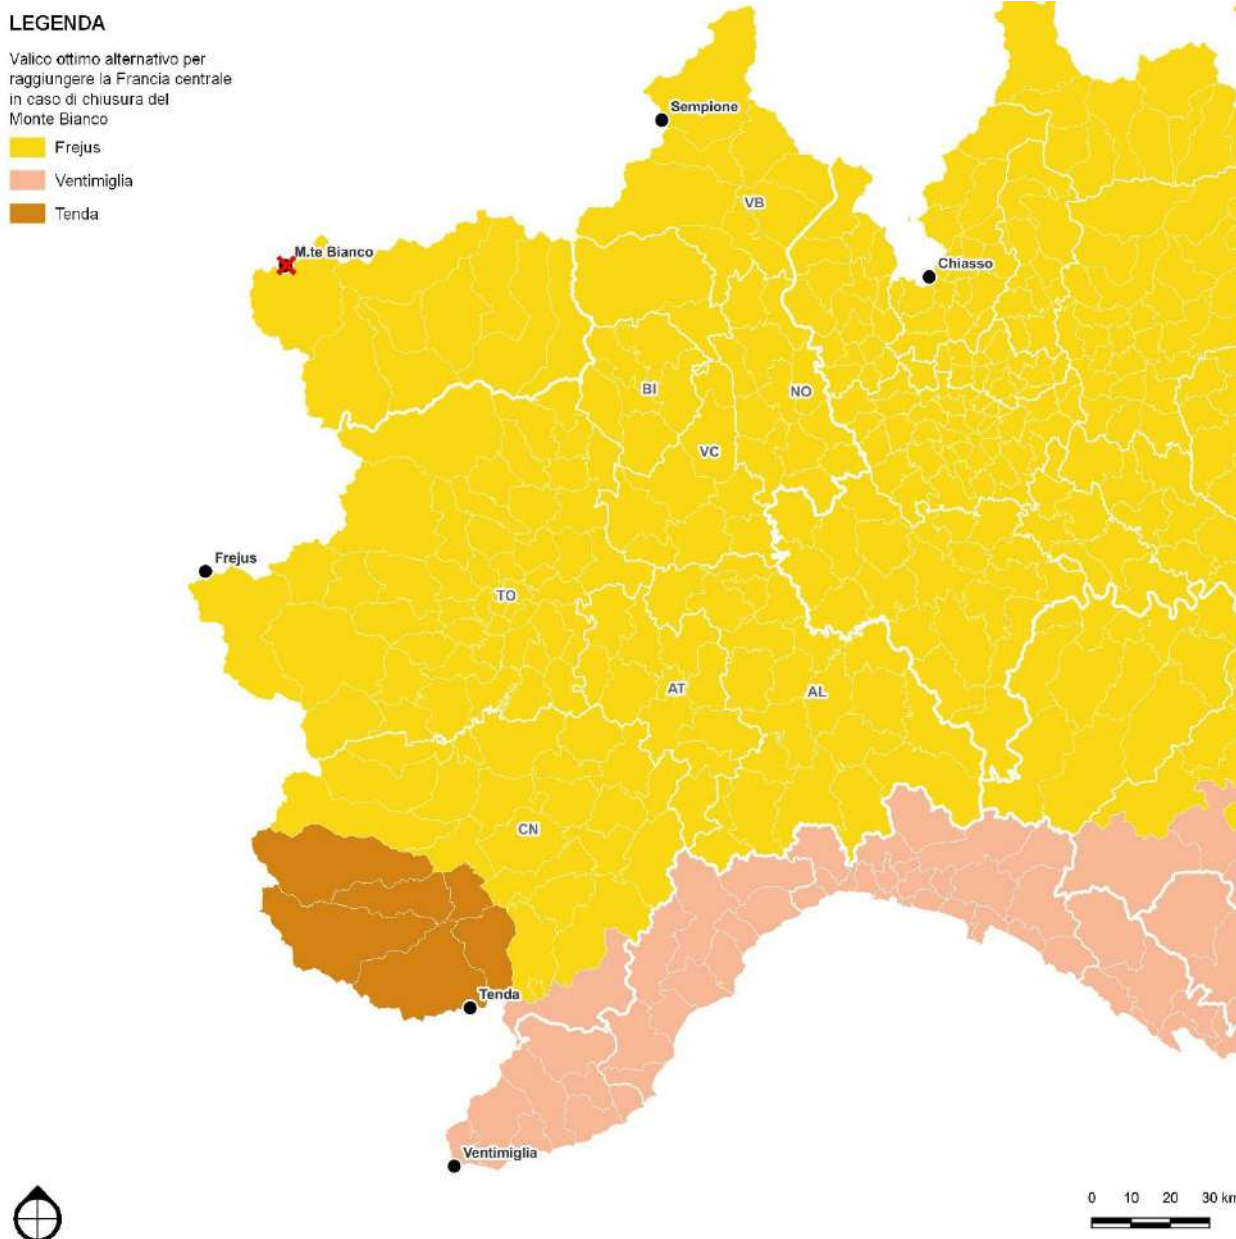 LEGENDA
Valico ottimo alternativo per
raggiungere la Francia centrale
in caso di chiusura del
Monte Bianco
Frejus
Ventimiglia
Tenda
Sempione
VB
M.te Bianco
Chiasso
BI
NO
VC
Frejus
TO
AT
AL
CN
Tenda
Ventimiglia
0 10 20 30 km